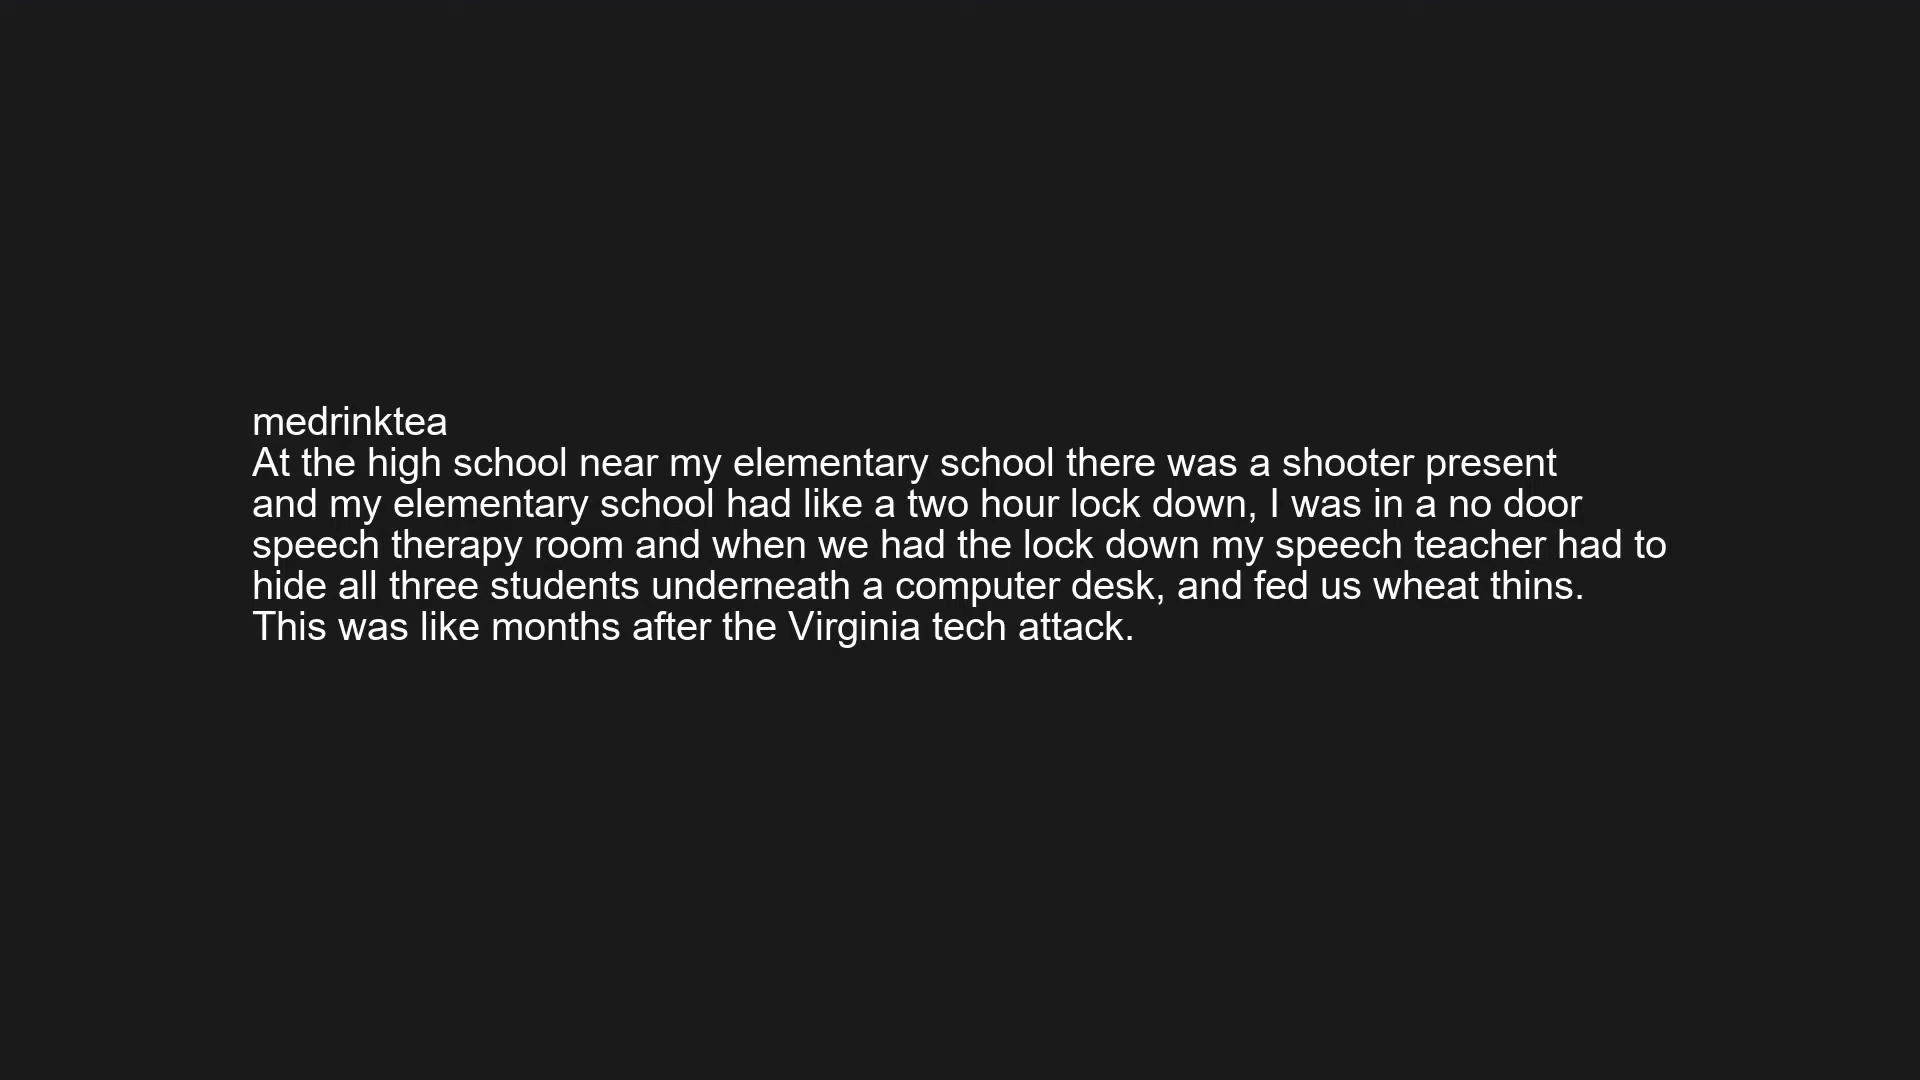 medrinktea
At the high school near my elementary school there was a shooter present
and my elementary school had like a two hour lock down, I was in a no door
speech therapy room and when we had the lock down my speech teacher had to
hide all three students underneath a computer desk, and fed us wheat thins.
This was like months after the Virginia tech attack.